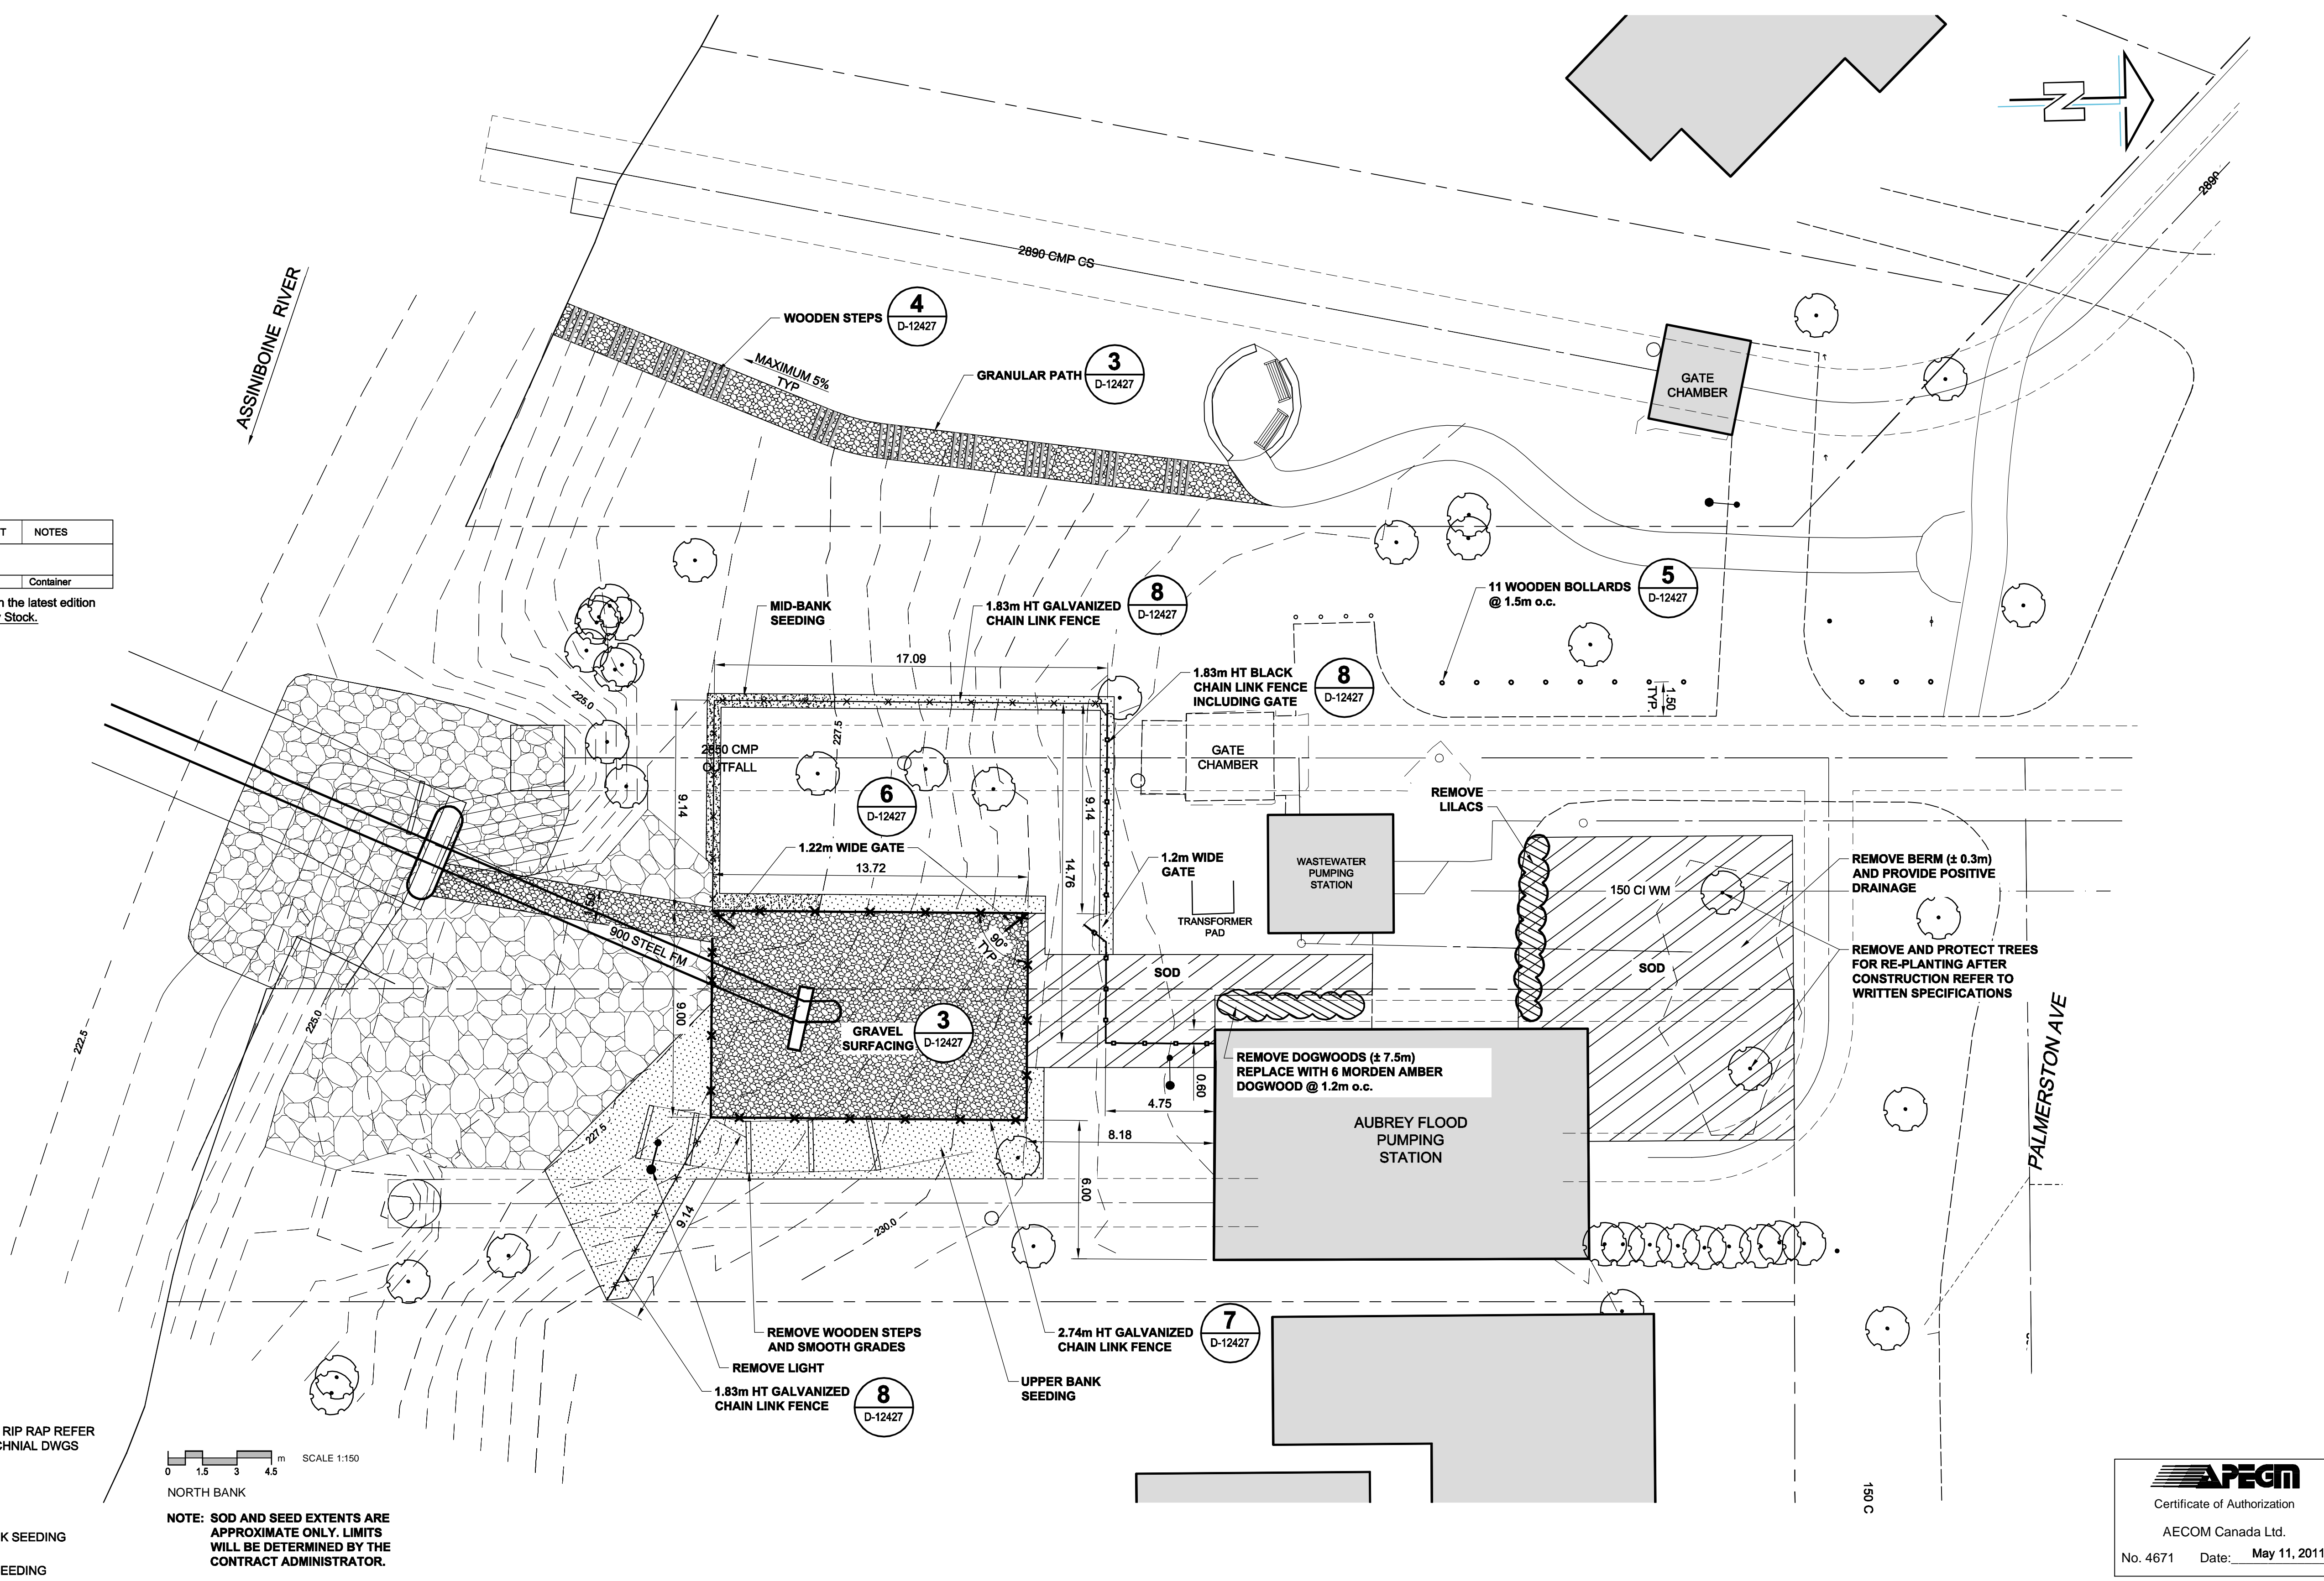 N
2890
2890 CMP CS
ASSINIBOINE RIVER
WOODEN STEPS
4
D-12427
MAXIMUM 5%
TYP
GRANULAR PATH
3
D-12427
GATE
CHAMBER
T NOTES
Container
n the latest edition
Stock.
MID-BANK
SEEDING
1.83m HT GALVANIZED
CHAIN LINK FENCE
8
D-12427
11 WOODEN BOLLARDS
@ 1.5m o.c.
5
D-12427
17.09
1.83m HT BLACK
CHAIN LINK FENCE
INCLUDING GATE
8
D-12427
1.50
TYP.
225.0
227.5
2850 CMP
OUTFALL
GATE
CHAMBER
9.14
6
D-12427
9.14
REMOVE
LILACS
1.22m WIDE GATE
13.72
14.76
1.2m WIDE
GATE
WASTEWATER
PUMPING
STATION
TRANSFORMER
PAD
150 CI WM
REMOVE BERM (± 0.3m)
AND PROVIDE POSITIVE
DRAINAGE
900 STEEL FM
90°
TYP
SOD
SOD
REMOVE AND PROTECT TREES
FOR RE-PLANTING AFTER
CONSTRUCTION REFER TO
WRITTEN SPECIFICATIONS
9.00
GRAVEL
SURFACING
3
D-12427
222.5
225.0
REMOVE DOGWOODS (± 7.5m)
REPLACE WITH 6 MORDEN AMBER
DOGWOOD @ 1.2m o.c.
0.60
4.75
8.18
227.5
AUBREY FLOOD
PUMPING
STATION
PALMERSTON AVE
6.00
9.14
230.0
REMOVE WOODEN STEPS
AND SMOOTH GRADES
REMOVE LIGHT
1.83m HT GALVANIZED
CHAIN LINK FENCE
8
D-12427
2.74m HT GALVANIZED
CHAIN LINK FENCE
7
D-12427
UPPER BANK
SEEDING
RIP RAP REFER
CHNIAL DWGS
0 1.5 3 4.5 m SCALE 1:150
NORTH BANK
NOTE: SOD AND SEED EXTENTS ARE
APPROXIMATE ONLY. LIMITS
WILL BE DETERMINED BY THE
CONTRACT ADMINISTRATOR.
K SEEDING
EEDING
150 C
APEGM
Certificate of Authorization
AECOM Canada Ltd.
No. 4671 Date: May 11, 2011